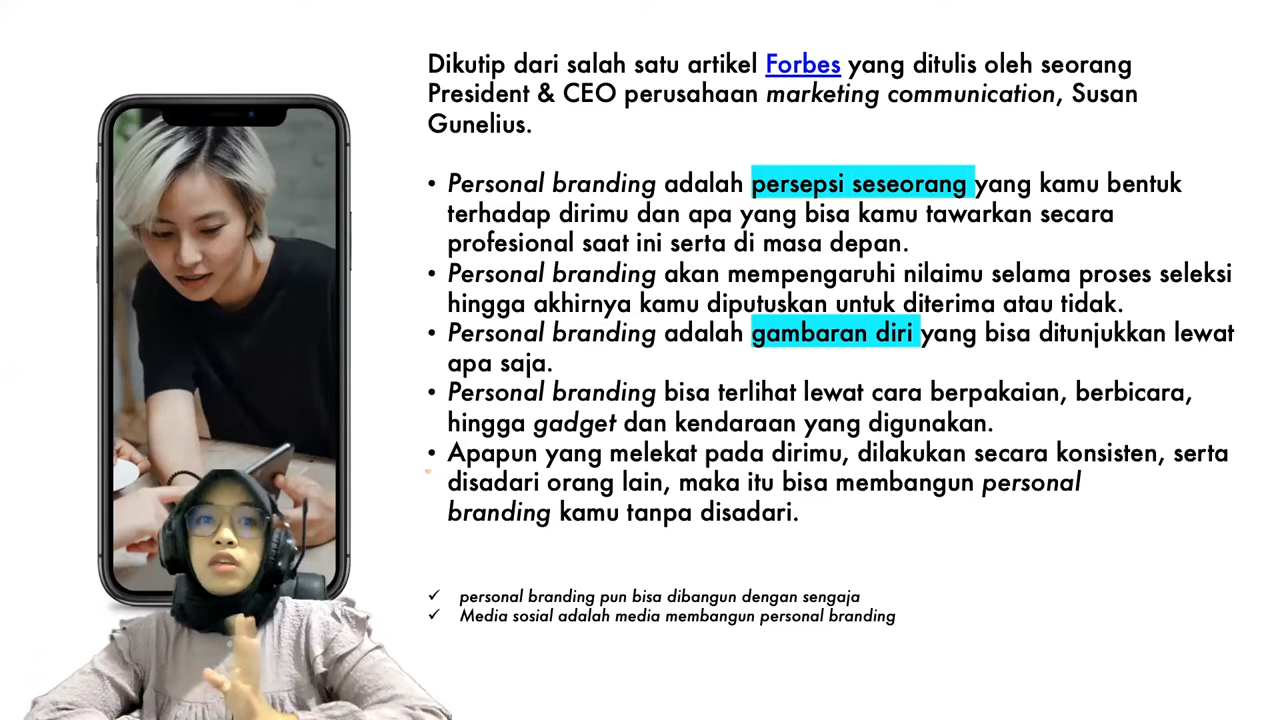 Dikutip dari salah satu artikel Forbes yang ditulis oleh seorang
President & CEO perusahaan marketing communication, Susan
Gunelius.
• Personal branding adalah persepsi seseorang yang kamu bentuk
terhadap dirimu dan apa yang bisa kamu tawarkan secara
profesional saat ini serta di masa depan.
• Personal branding akan mempengaruhi nilaimu selama proses seleksi
hingga akhirnya kamu diputuskan untuk diterima atau tidak.
• Personal branding adalah gambaran diri yang bisa ditunjukkan lewat
apa saja.
• Personal branding bisa terlihat lewat cara berpakaian, berbicara,
hingga gadget dan kendaraan yang digunakan.
• Apapun yang melekat pada dirimu, dilakukan secara konsisten, serta
disadari orang lain, maka itu bisa membangun personal
branding kamu tanpa disadari.
✓ personal branding pun bisa dibangun dengan sengaja
✓ Media sosial adalah media membangun personal branding